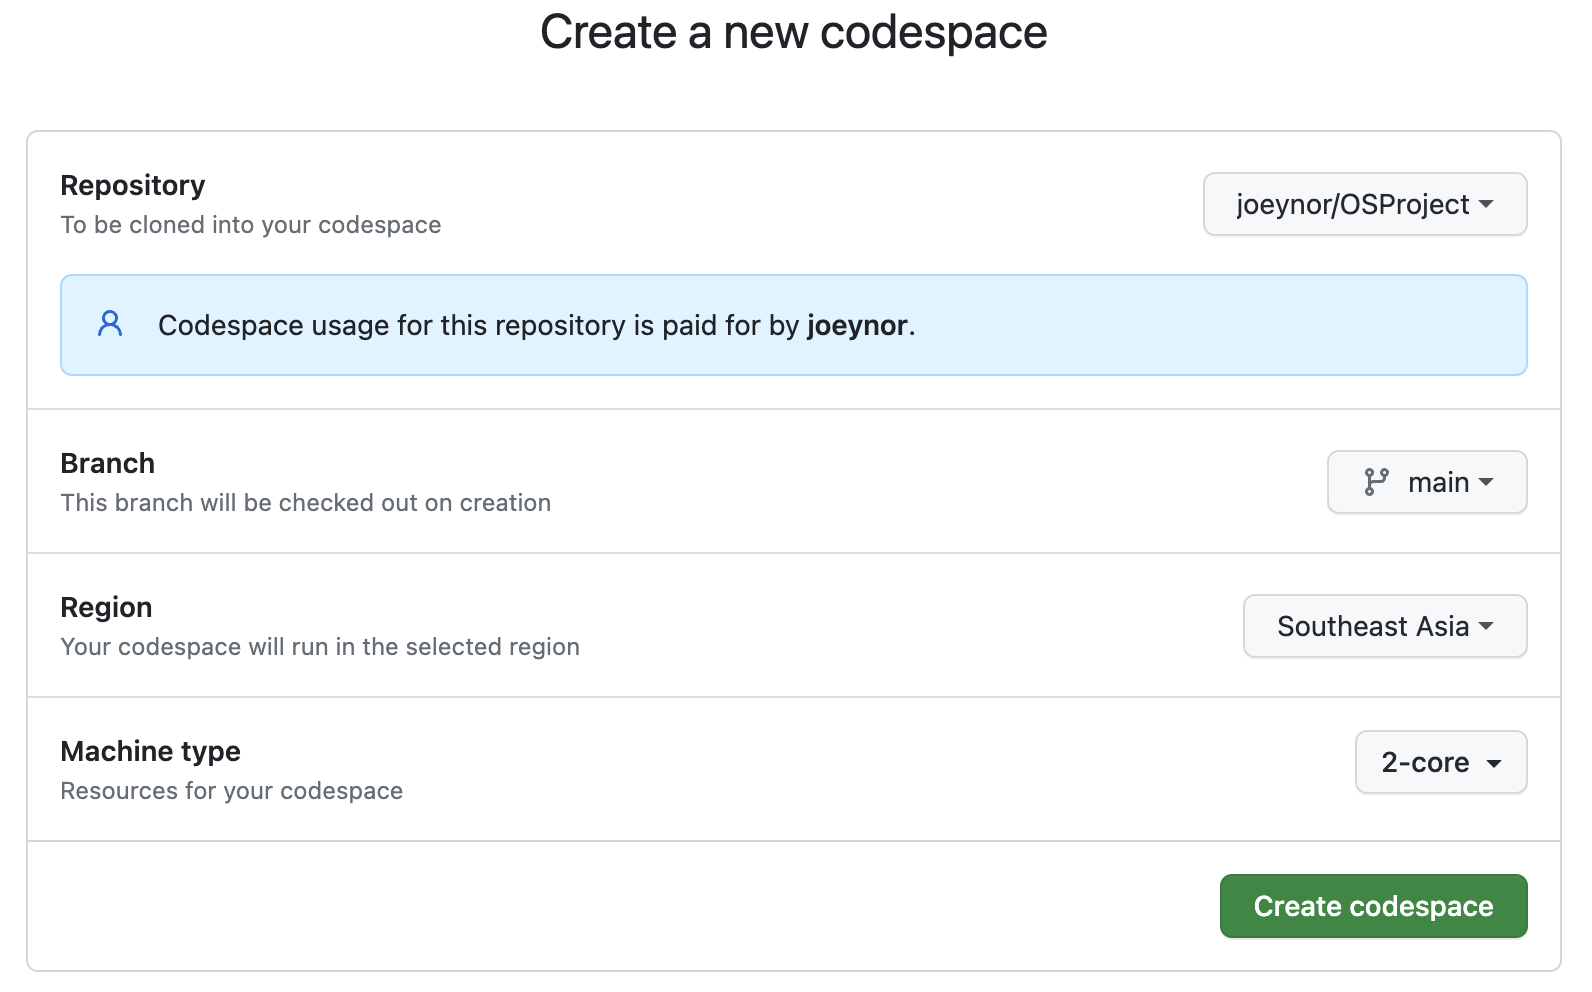 Create a new codespace
Repository
To be cloned into your codespace
joeynor/OSProject
Codespace usage for this repository is paid for by joeynor.
Branch
This branch will be checked out on creation
main
Region
Your codespace will run in the selected region
Southeast Asia
Machine type
Resources for your codespace
2-core
Create codespace